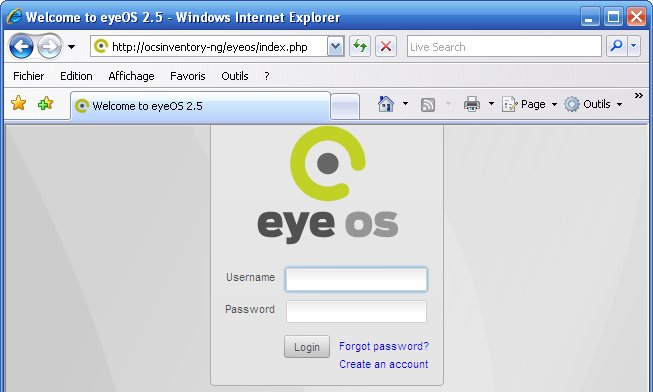 Welcome to eyeOS 2.5 - Windows Internet Explorer
http://ocsinventory-ng/eyeos/index.php Live Search
Fichier Edition Affichage Favoris Outils ?
Welcome to eyeOS 2.5 Page Outils »
eye os
Username
Password
Login Forgot password?
Create an account